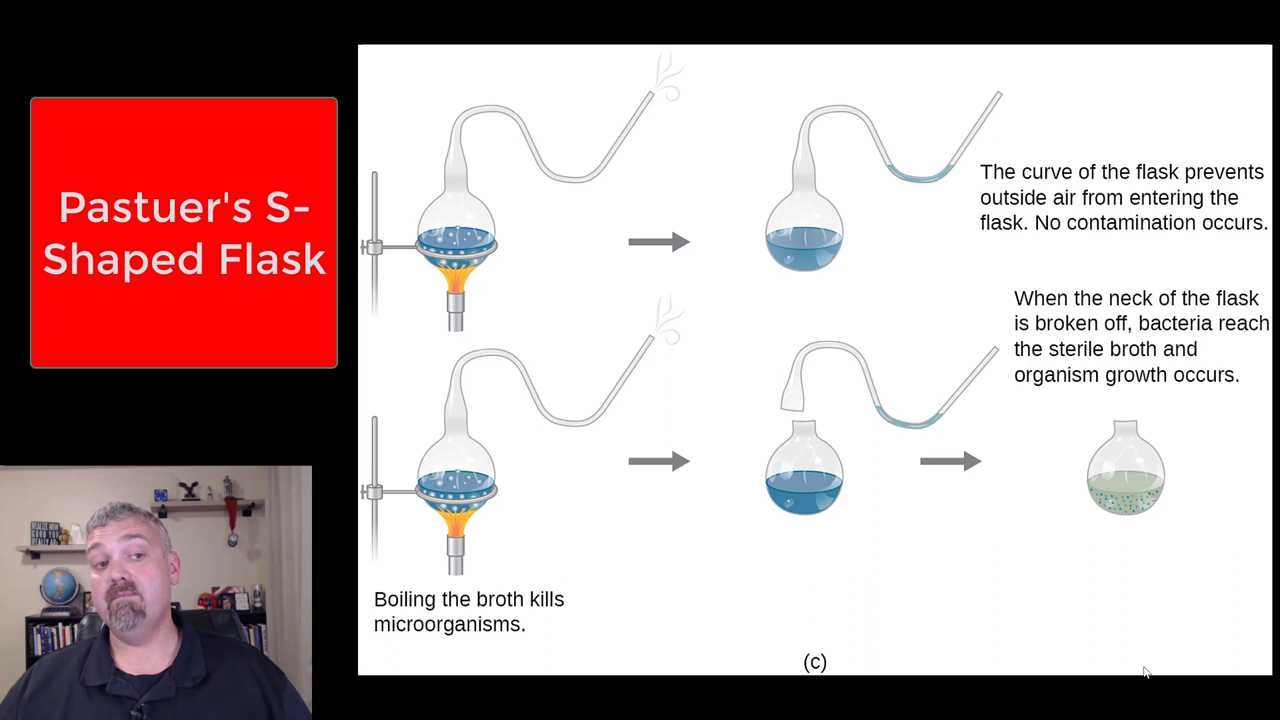 Pastuer's S-
Shaped Flask
The curve of the flask prevents
outside air from entering the
flask. No contamination occurs.
When the neck of the flask
is broken off, bacteria reach
the sterile broth and
organism growth occurs.
Boiling the broth kills
microorganisms.
(c)